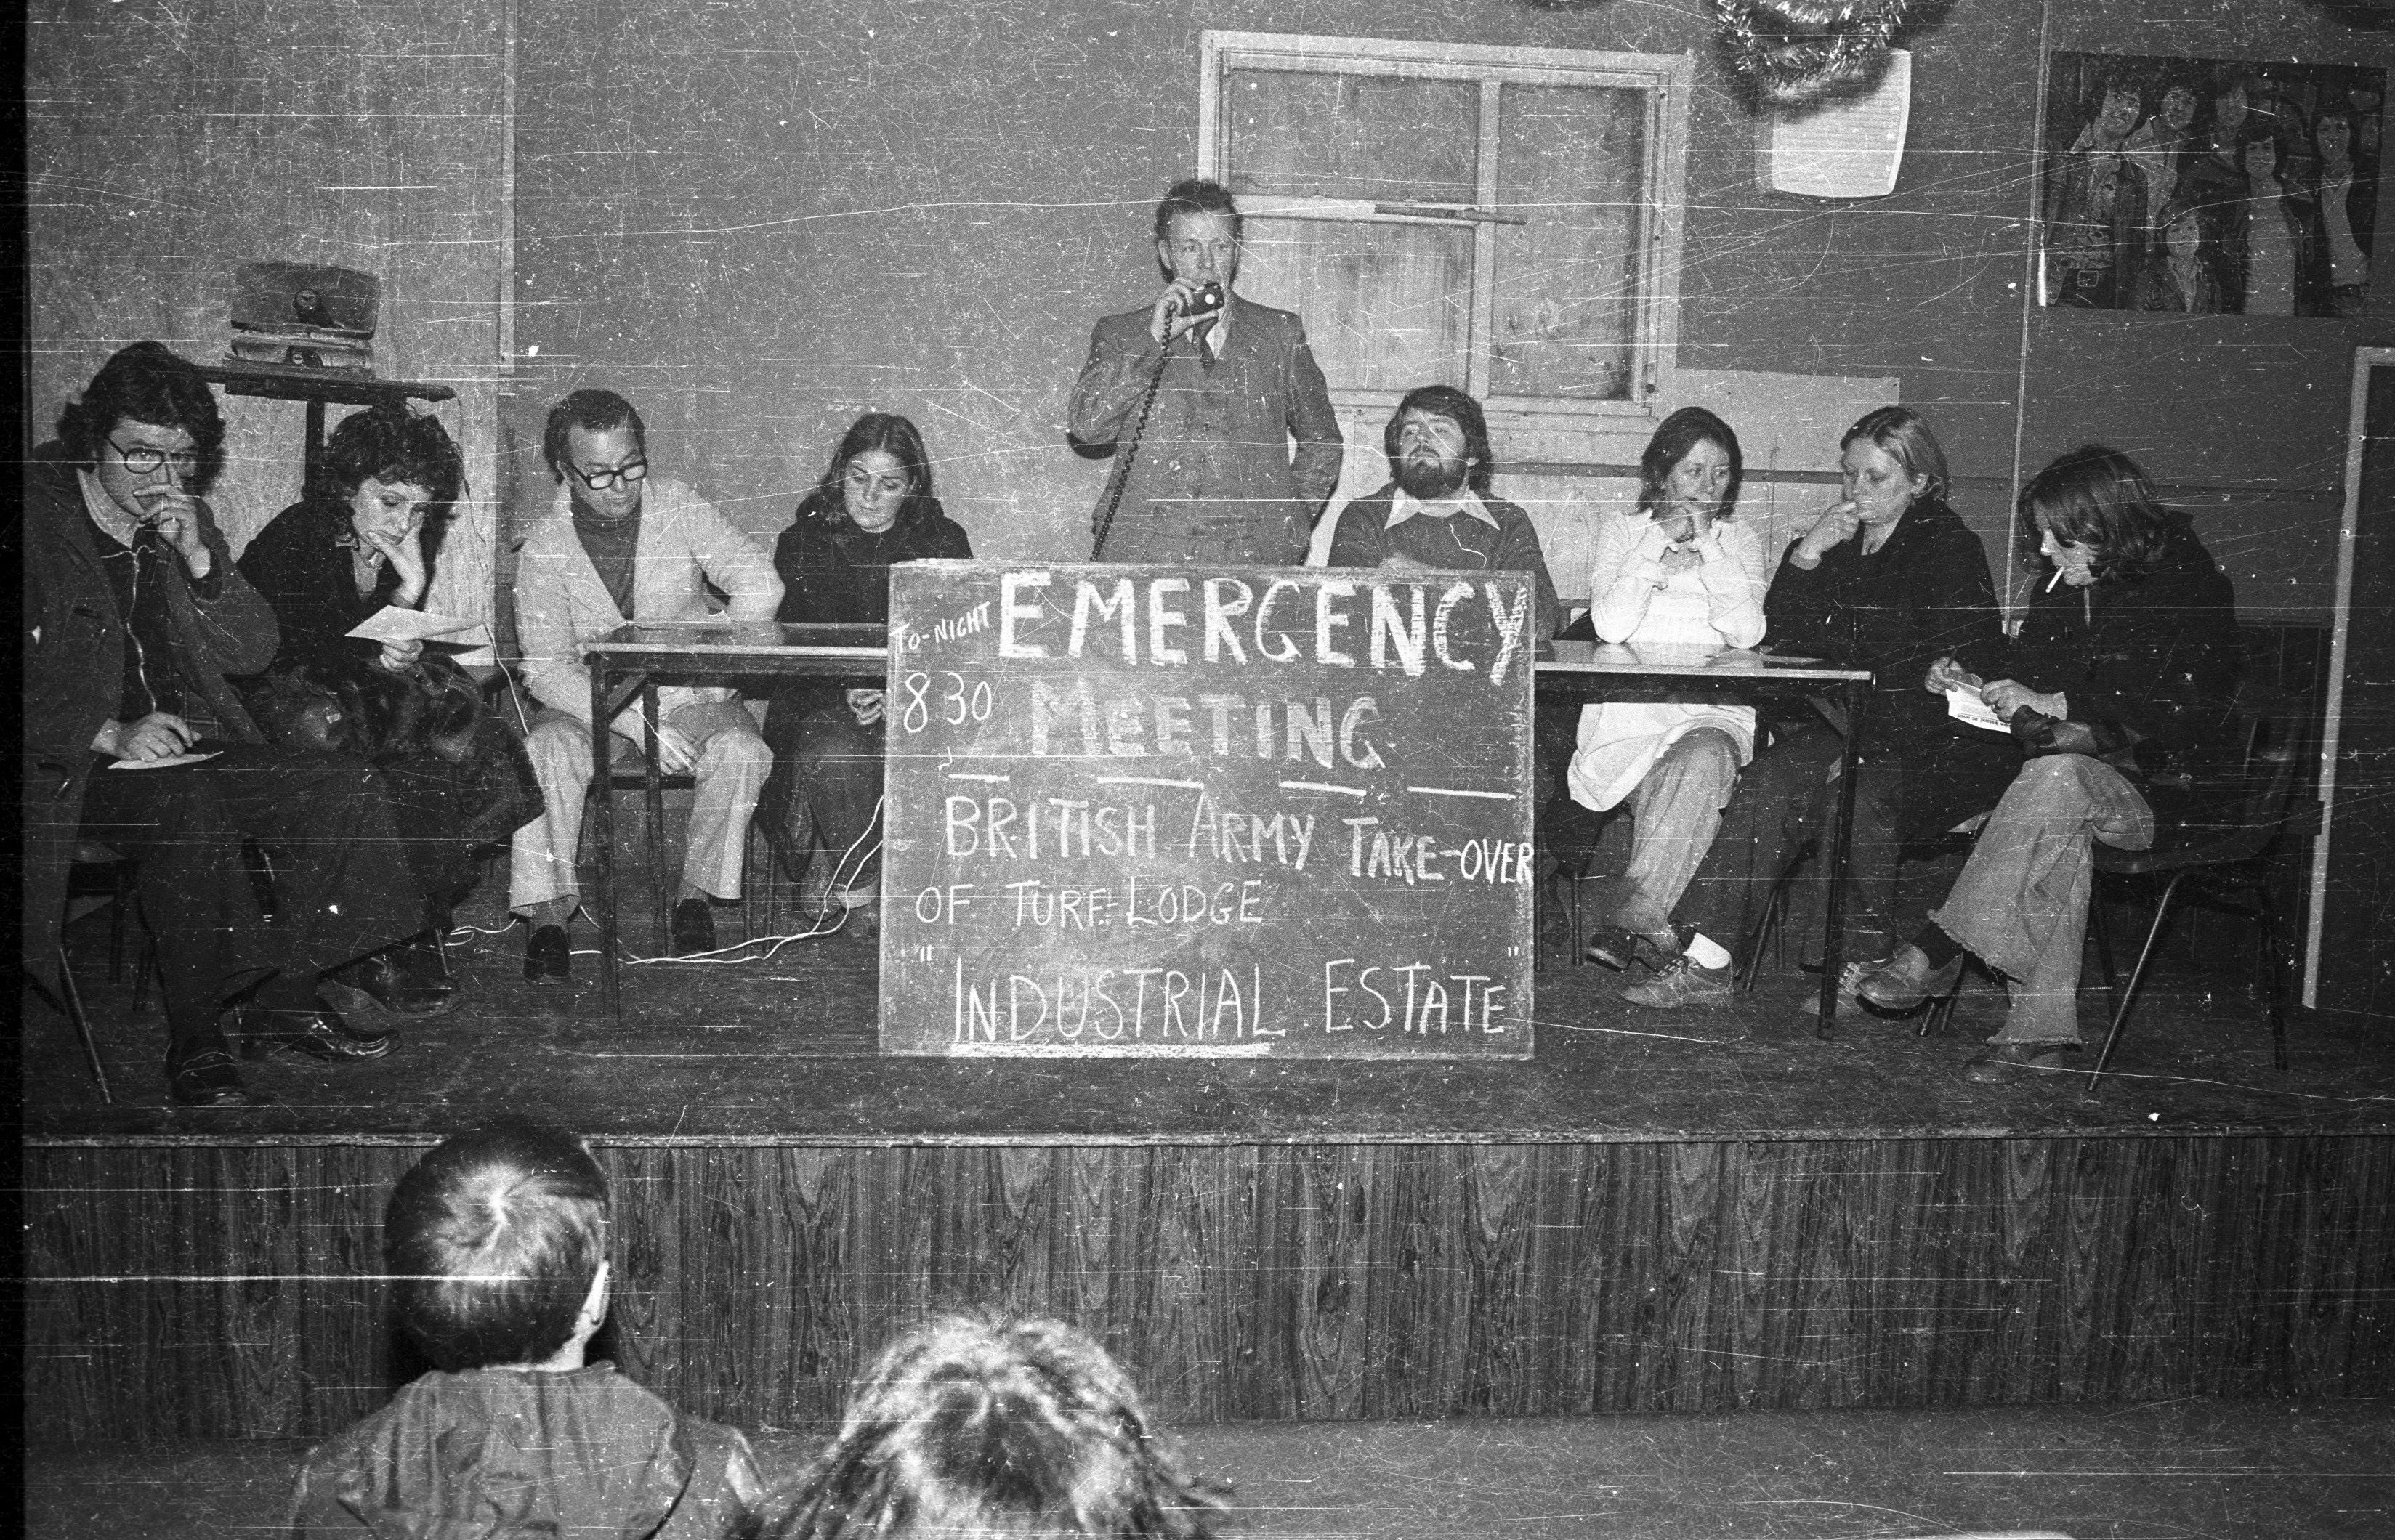 TO-NIGHT EMERGENCY
8 30 MEETING
BRITISH ARMY TAKE-OVER
OF TURF-LODGE
"INDUSTRIAL ESTATE"